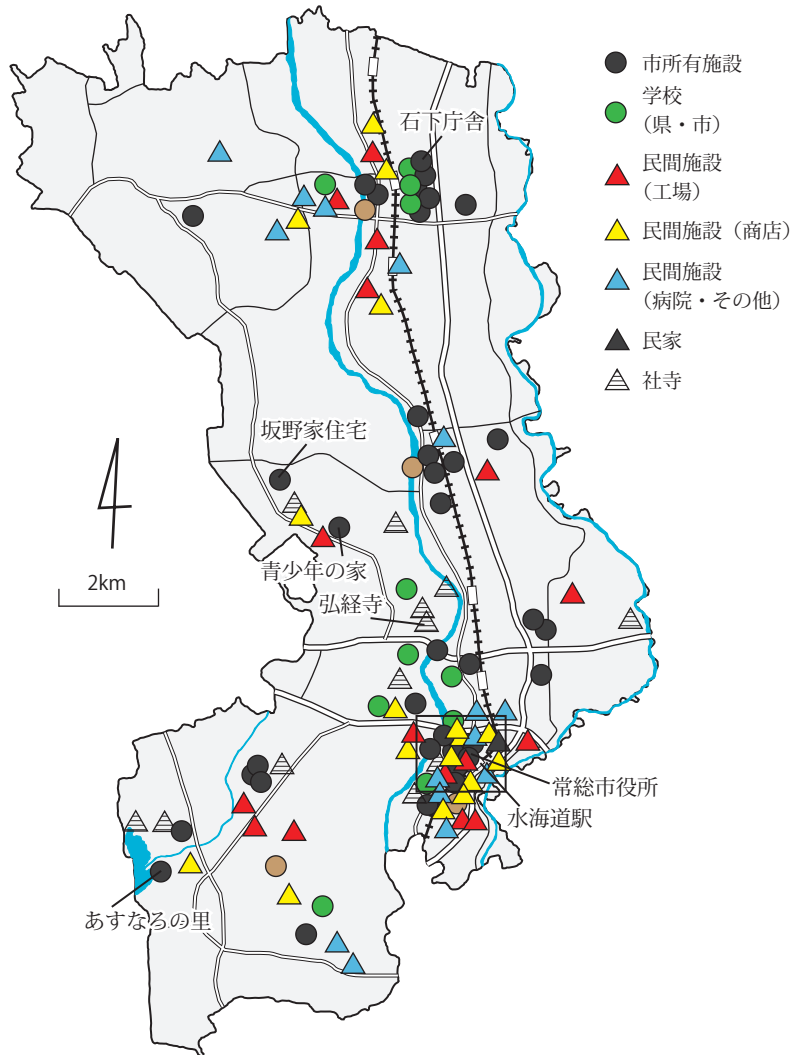 石下庁舎
市所有施設
学校
（県・市）
民間施設
（工場）
民間施設（商店）
民間施設
（病院・その他）
民家
社寺
坂野家住宅
2km
青少年の家
弘経寺
常総市役所
水海道駅
あすなろの里